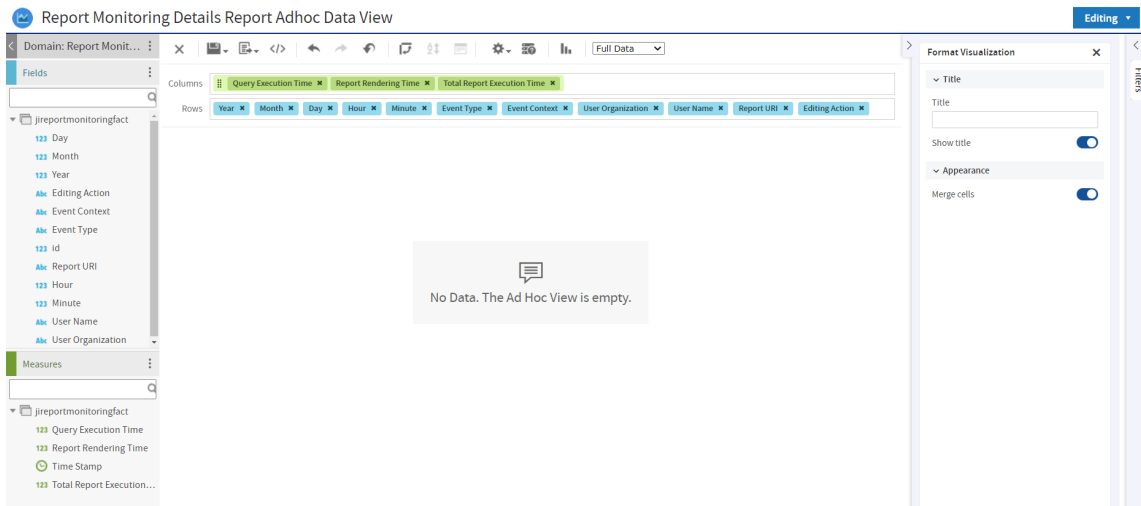 Report Monitoring Details Report Adhoc Data View
Editing
Domain: Report Monit...
Full Data
Format Visualization
Filters
Fields
Title
Columns
Query Execution Time
Report Rendering Time
Total Report Execution Time
Rows
Year
Month
Day
Hour
Minute
Event Type
Event Context
User Organization
User Name
Report URI
Editing Action
Title
Show title
Appearance
Merge cells
jireportmonitoringfact
123 Day
123 Month
123 Year
Abc Editing Action
Abc Event Context
Abc Event Type
123 id
Abc Report URI
123 Hour
123 Minute
Abc User Name
Abc User Organization
No Data. The Ad Hoc View is empty.
Measures
jireportmonitoringfact
123 Query Execution Time
123 Report Rendering Time
Time Stamp
123 Total Report Execution...